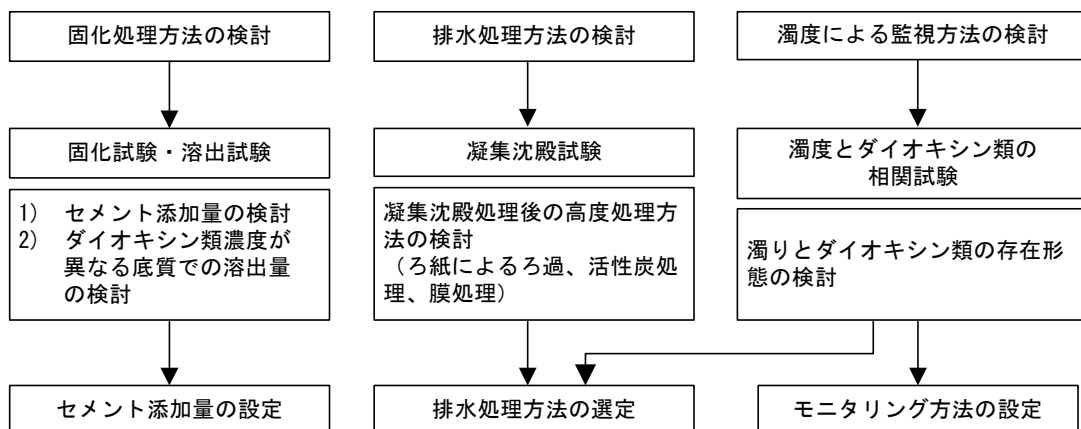 固化処理方法の検討
排水処理方法の検討
濁度による監視方法の検討
固化試験・溶出試験
凝集沈殿試験
濁度とダイオキシン類の
相関試験
1) セメント添加量の検討
2) ダイオキシン類濃度が
異なる底質での溶出量
の検討
凝集沈殿処理後の高度処理方
法の検討
（ろ紙によるろ過、活性炭処
理、膜処理）
濁りとダイオキシン類の存在形
態の検討
セメント添加量の設定
排水処理方法の選定
モニタリング方法の設定